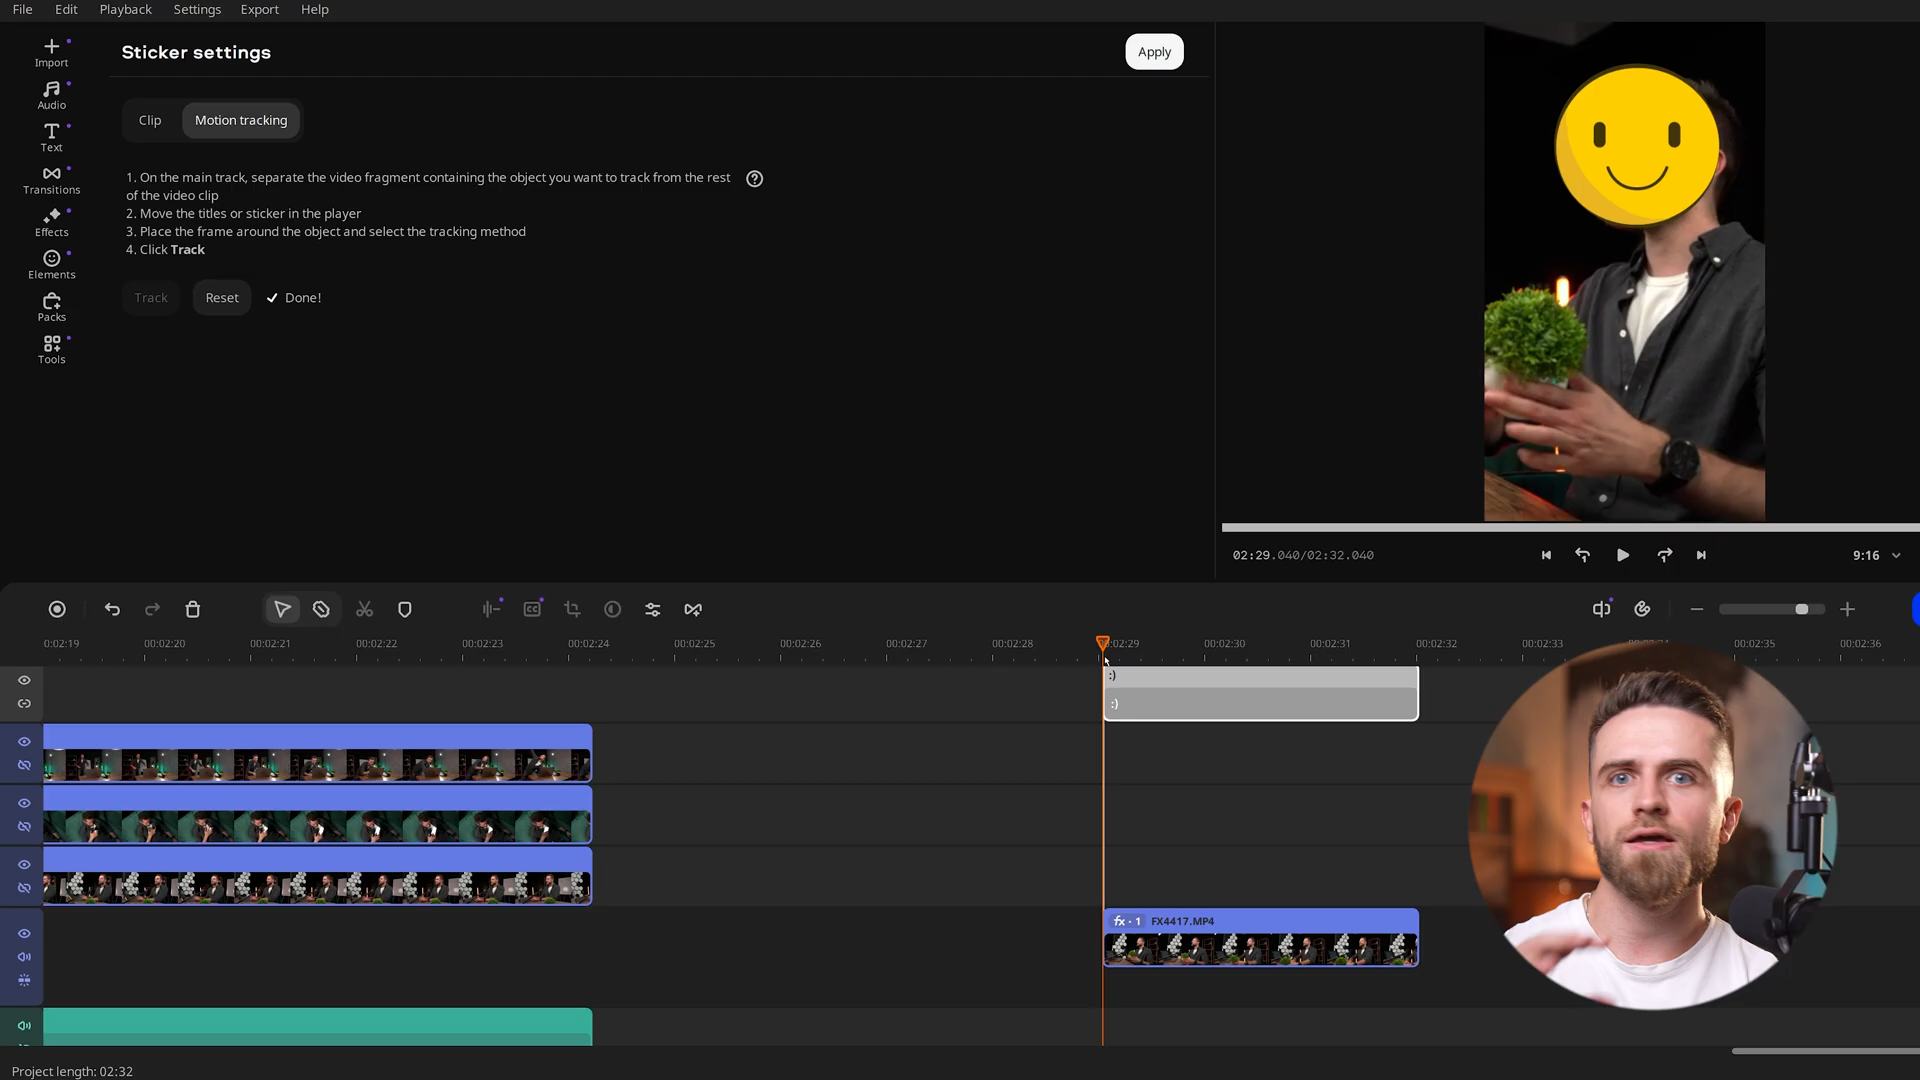 File Edit Playback Settings Export Help
Import
Audio
Text
Transitions
Effects
Elements
Packs
Tools
Sticker settings
Apply
Clip
Motion tracking
1. On the main track, separate the video fragment containing the object you want to track from the rest
of the video clip
2. Move the titles or sticker in the player
3. Place the frame around the object and select the tracking method
4. Click Track
Track
Reset
Done!
02:29.040/02:32.040
9:16
CC
0:02:19 00:02:20 00:02:21 00:02:22 00:02:23 00:02:24 00:02:25 00:02:26 00:02:27 00:02:28 :02:29 00:02:30 00:02:31 00:02:32 00:02:33 00:02:35 00:02:36
:)
:)
fx · 1 FX4417.MP4
Project length: 02:32